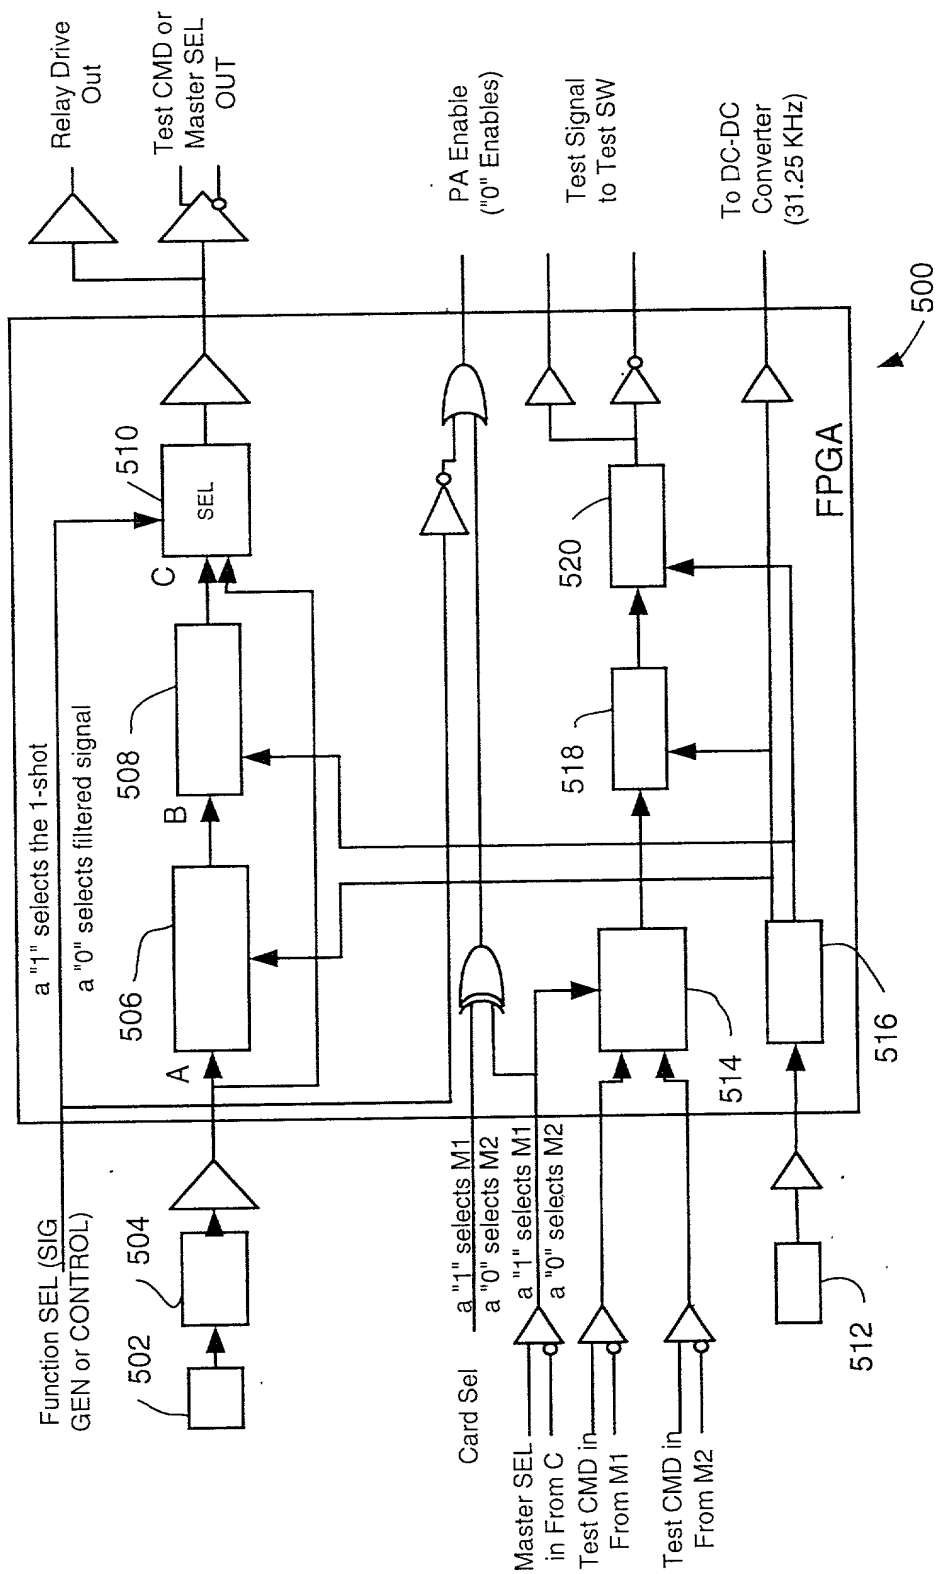 Relay Drive
Out
Test CMD or
Master SEL
OUT
PA Enable
("0" Enables)
Test Signal
to Test SW
To DC-DC
Converter
(31.25 KHz)
500
510
SEL
C
520
FPGA
a "1" selects the 1-shot
a "0" selects filtered signal
508
B
518
506
A
514
516
Function SEL (SIG
GEN or CONTROL)
504
502
a "1" selects M1
a "0" selects M2
a "1" selects M1
a "0" selects M2
512
Card Sel
Master SEL
in From C
Test CMD in
From M1
Test CMD in
From M2